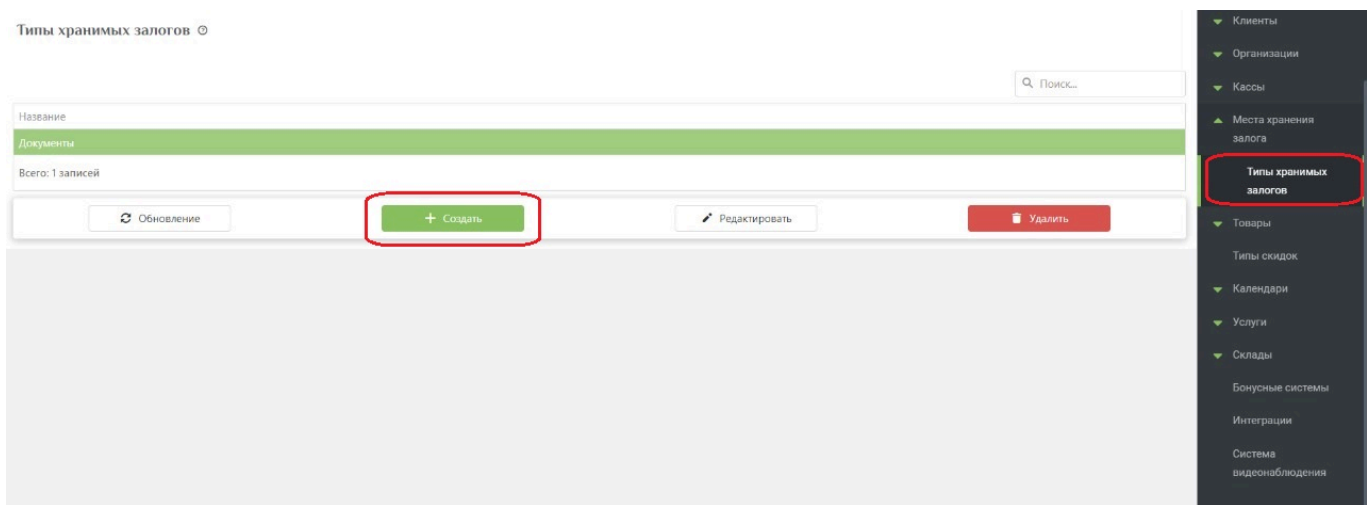 Типы хранимых залогов
Поиск...
Название
Документы
Всего: 1 записей
Обновление
Создать
Редактировать
Удалить
Клиенты
Организации
Кассы
Места хранения
залога
Типы хранимых
залогов
Товары
Типы скидок
Календари
Услуги
Склады
Бонусные системы
Интеграции
Система
видеонаблюдения